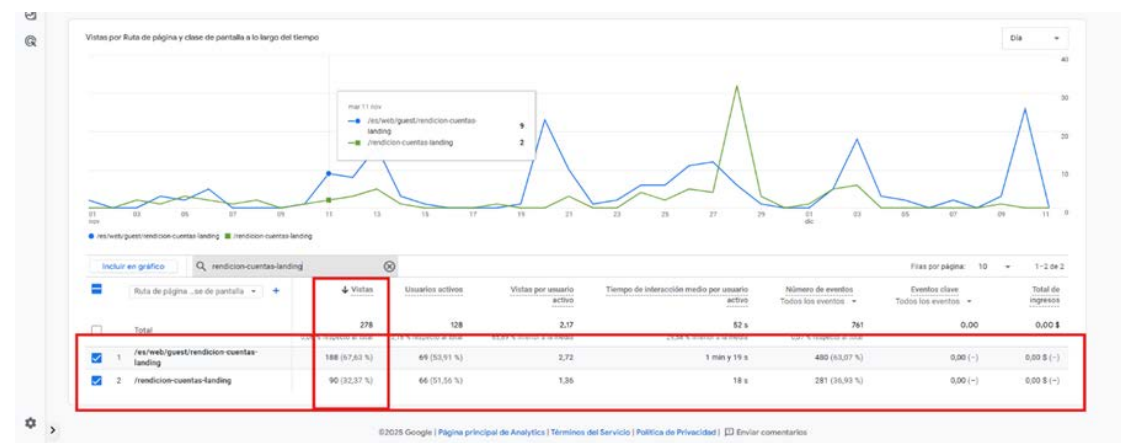 Vistas por Ruta de página y clase de pantalla a lo largo del tiempo
Día
40
30
20
10
0
mar 11 nov
/es/web/guest/rendicion-cuentas-landing 9
/rendicion-cuentas-landing 2
01 nov 03 05 07 09 11 13 15 17 19 21 23 25 27 29 01 dic 03 05 07 09 11
/es/web/guest/rendicion-cuentas-landing /rendicion-cuentas-landing
Incluir en gráfico rendicion-cuentas-landing Filas por página: 10 1-2 de 2
Ruta de página ...se de pantalla + ↓ Vistas Usuarios activos Vistas por usuario activo Tiempo de interacción medio por usuario activo Número de eventos Todos los eventos Eventos clave Todos los eventos Total de ingresos
Total 278 128 2,17 52 s 761 0,00 0,00 $
1 /es/web/guest/rendicion-cuentas-landing 188 (67,63 %) 69 (53,91 %) 2,72 1 min y 19 s 480 (63,07 %) 0,00 (-) 0,00 $ (-)
2 /rendicion-cuentas-landing 90 (32,37 %) 66 (51,56 %) 1,36 18 s 281 (36,93 %) 0,00 (-) 0,00 $ (-)
©2025 Google | Página principal de Analytics | Términos del Servicio | Política de Privacidad | Enviar comentarios